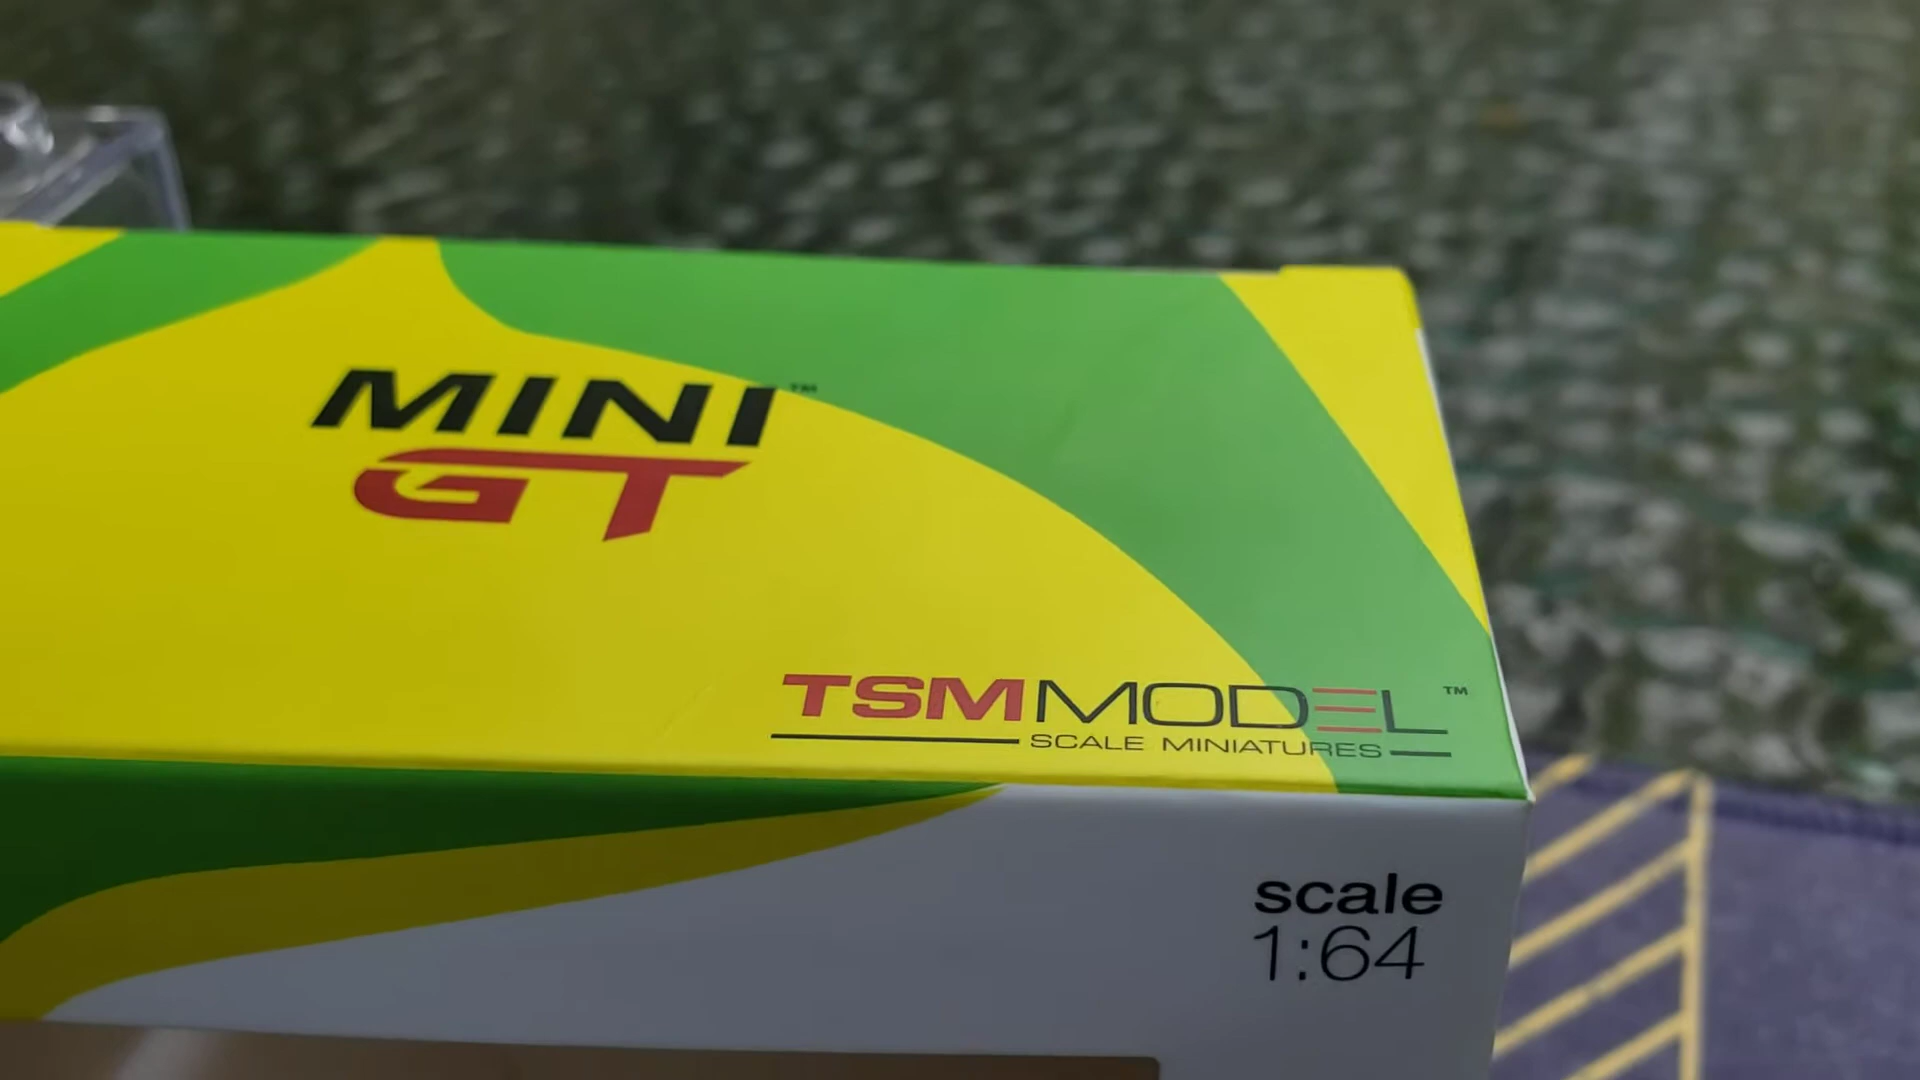 MINI™
GT
TSMMODEL™
SCALE MINIATURES
scale
1:64